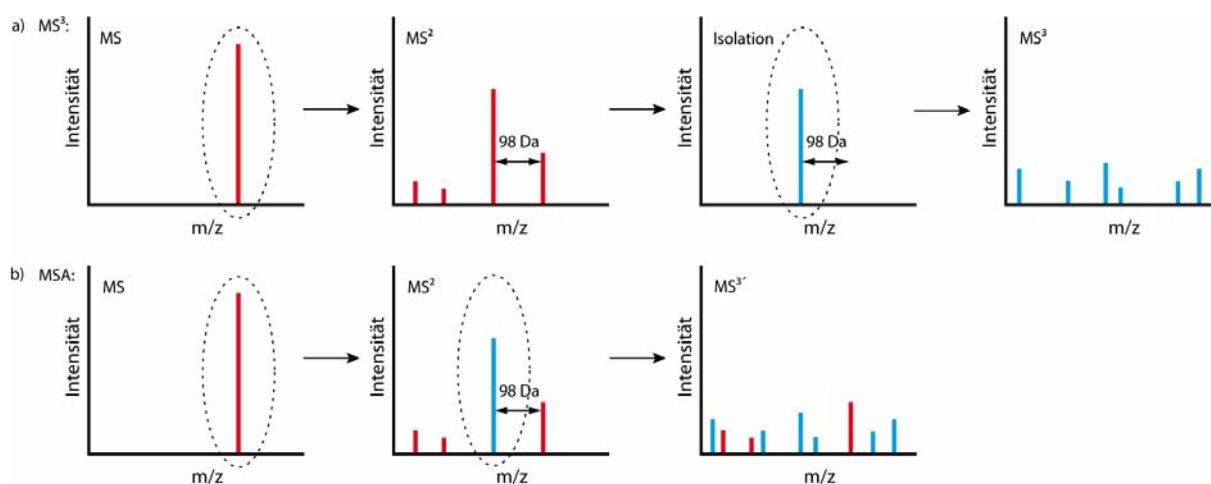 a) MS³:
MS
MS²
Isolation
MS³
Intensität
Intensität
Intensität
Intensität
98 Da
98 Da
m/z
m/z
m/z
m/z
b) MSA:
MS
MS²
MS³´
Intensität
Intensität
Intensität
98 Da
m/z
m/z
m/z